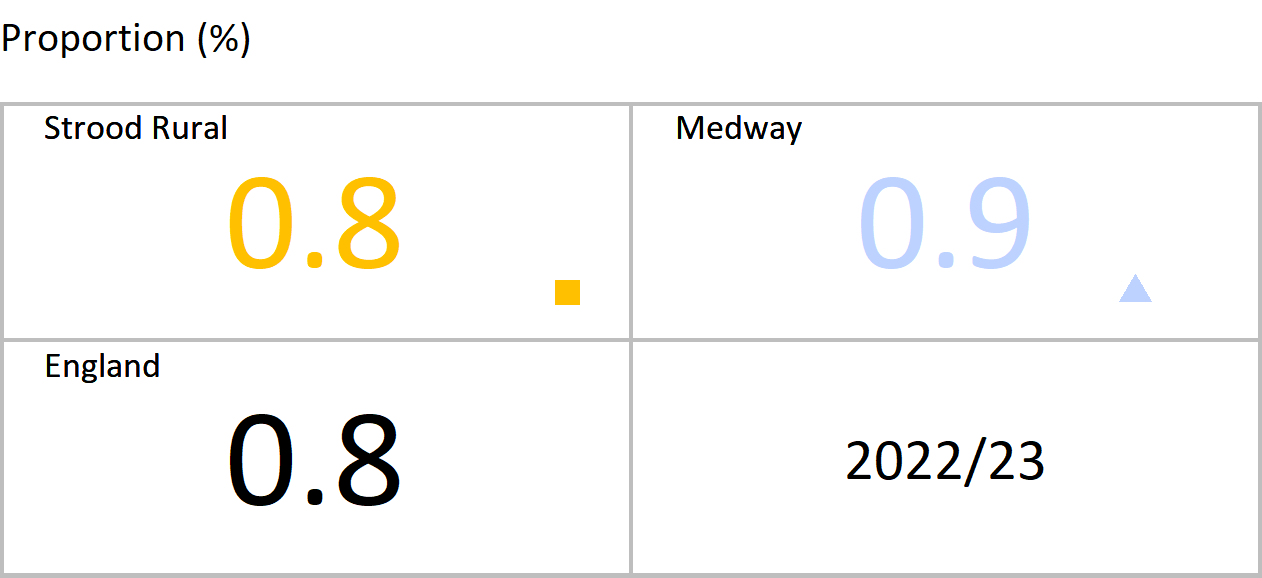 Proportion (%)
Strood Rural
0.8
Medway
0.9
England
0.8
2022/23